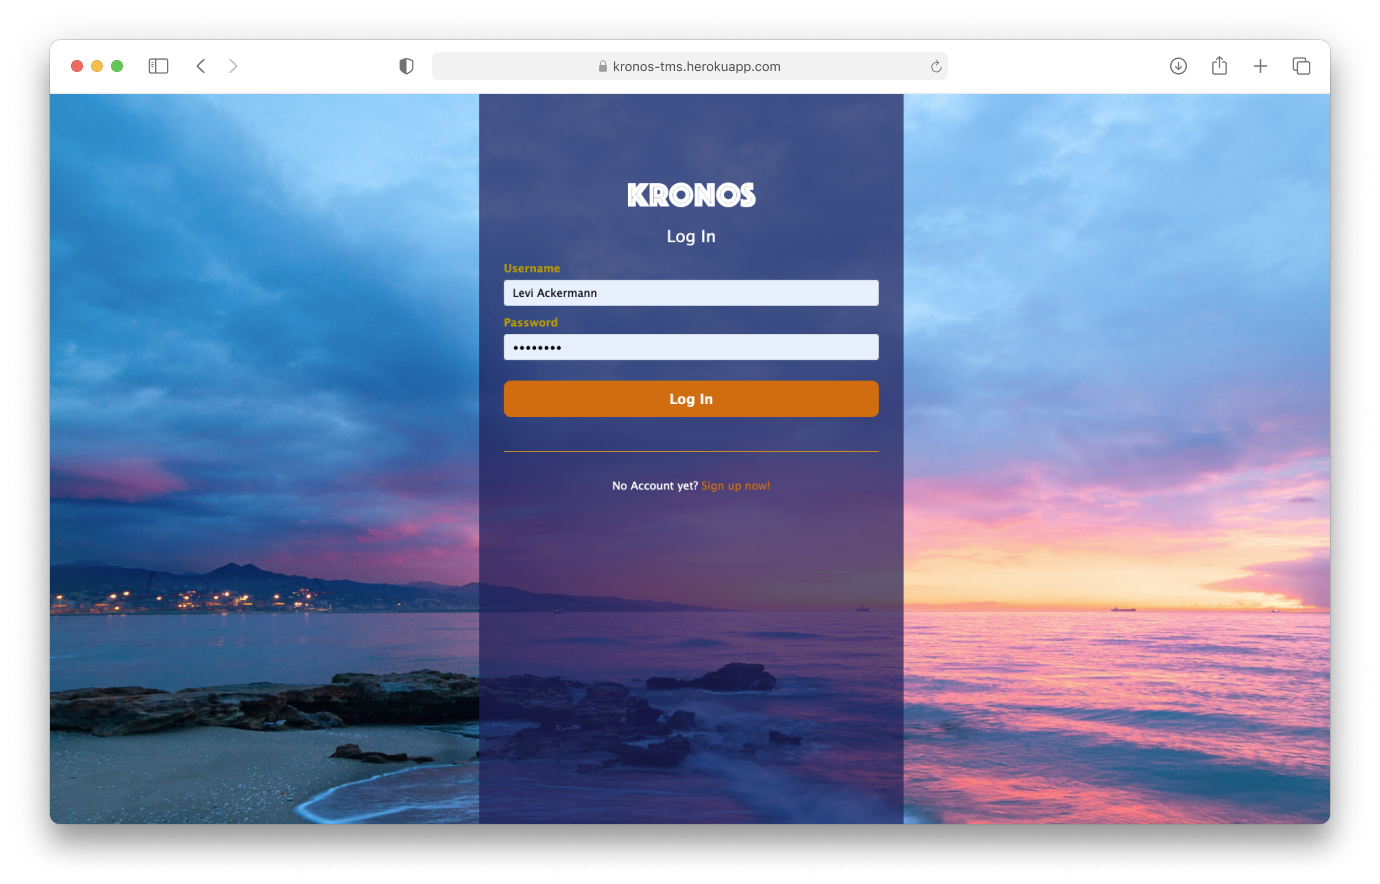 kronos-tms.herokuapp.com
KRONOS
Log In
Username
Levi Ackermann
Password
••••••••
Log In
No Account yet? Sign up now!